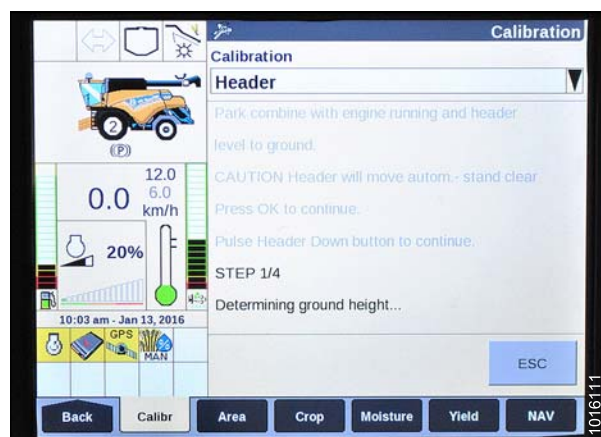 Calibration
Calibration
Header
Park combine with engine running and header
level to ground.
CAUTION Header will move autom.- stand clear
Press OK to continue.
Pulse Header Down button to continue.
STEP 1/4
Determining ground height...
2
(P)
12.0
0.0
6.0
km/h
20%
10:03 am - Jan 13, 2016
GPS
MAN
ESC
Back
Calibr
Area
Crop
Moisture
Yield
NAV
1016111